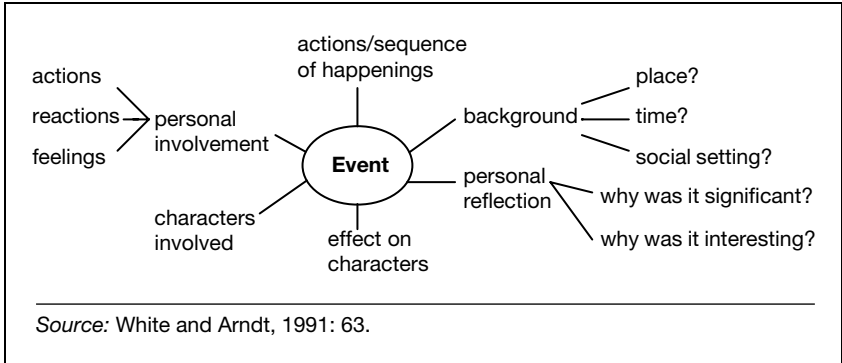 actions/sequence
of happenings
actions
reactions
feelings
personal
involvement
characters
involved
Event
effect on
characters
background
place?
time?
social setting?
personal
reflection
why was it significant?
why was it interesting?
Source: White and Arndt, 1991: 63.